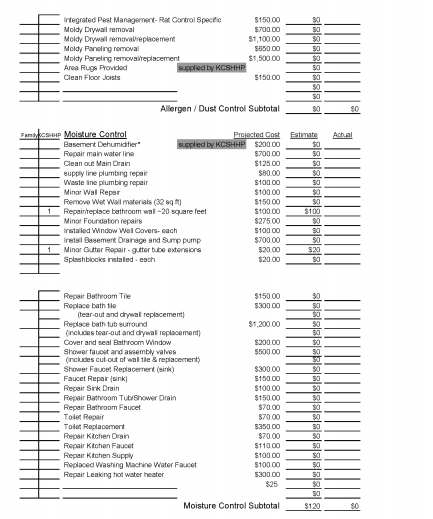 Integrated Pest Management- Rat Control Specific $150.00 $0
Moldy Drywall removal $700.00 $0
Moldy Drywall removal/replacement $1,100.00 $0
Moldy Paneling removal $650.00 $0
Moldy Paneling removal/replacement $1,500.00 $0
Area Rugs Provided supplied by KCSHHP $0
Clean Floor Joists $150.00 $0
$0
$0
Allergen / Dust Control Subtotal $0 $0
Family KCSHHP Moisture Control Projected Cost Estimate Actual
Basement Dehumidifier* supplied by KCSHHP $200.00 $0
Repair main water line $700.00 $0
Clean out Main Drain $125.00 $0
supply line plumbing repair $80.00 $0
Waste line plumbing repair $100.00 $0
Minor Wall Repair $100.00 $0
Remove Wet Wall materials (32 sq ft) $150.00 $0
1 Repair/replace bathroom wall ~20 square feet $100.00 $100
Minor Foundation repairs $275.00 $0
Installed Window Well Covers- each $100.00 $0
Install Basement Drainage and Sump pump $700.00 $0
1 Minor Gutter Repair - gutter tube extensions $20.00 $20
Splashblocks installed - each $20.00 $0
Repair Bathroom Tile $150.00 $0
Replace bath tile $300.00 $0
(tear-out and drywall replacement) $0
Replace bath tub surround $1,200.00 $0
(includes tear-out and drywall replacement) $0
Cover and seal Bathroom Window $200.00 $0
Shower faucet and assembly valves $500.00 $0
(includes cut-out of wall tile & replacement) $0
Shower Faucet Replacement (sink) $300.00 $0
Faucet Repair (sink) $150.00 $0
Repair Sink Drain $100.00 $0
Repair Bathroom Tub/Shower Drain $150.00 $0
Repair Bathroom Faucet $70.00 $0
Toilet Repair $70.00 $0
Toilet Replacement $350.00 $0
Repair Kitchen Drain $70.00 $0
Repair Kitchen Faucet $110.00 $0
Repair Kitchen Supply $100.00 $0
Replaced Washing Machine Water Faucet $100.00 $0
Repair Leaking hot water heater $300.00 $0
$25 $0
$0
Moisture Control Subtotal $120 $0